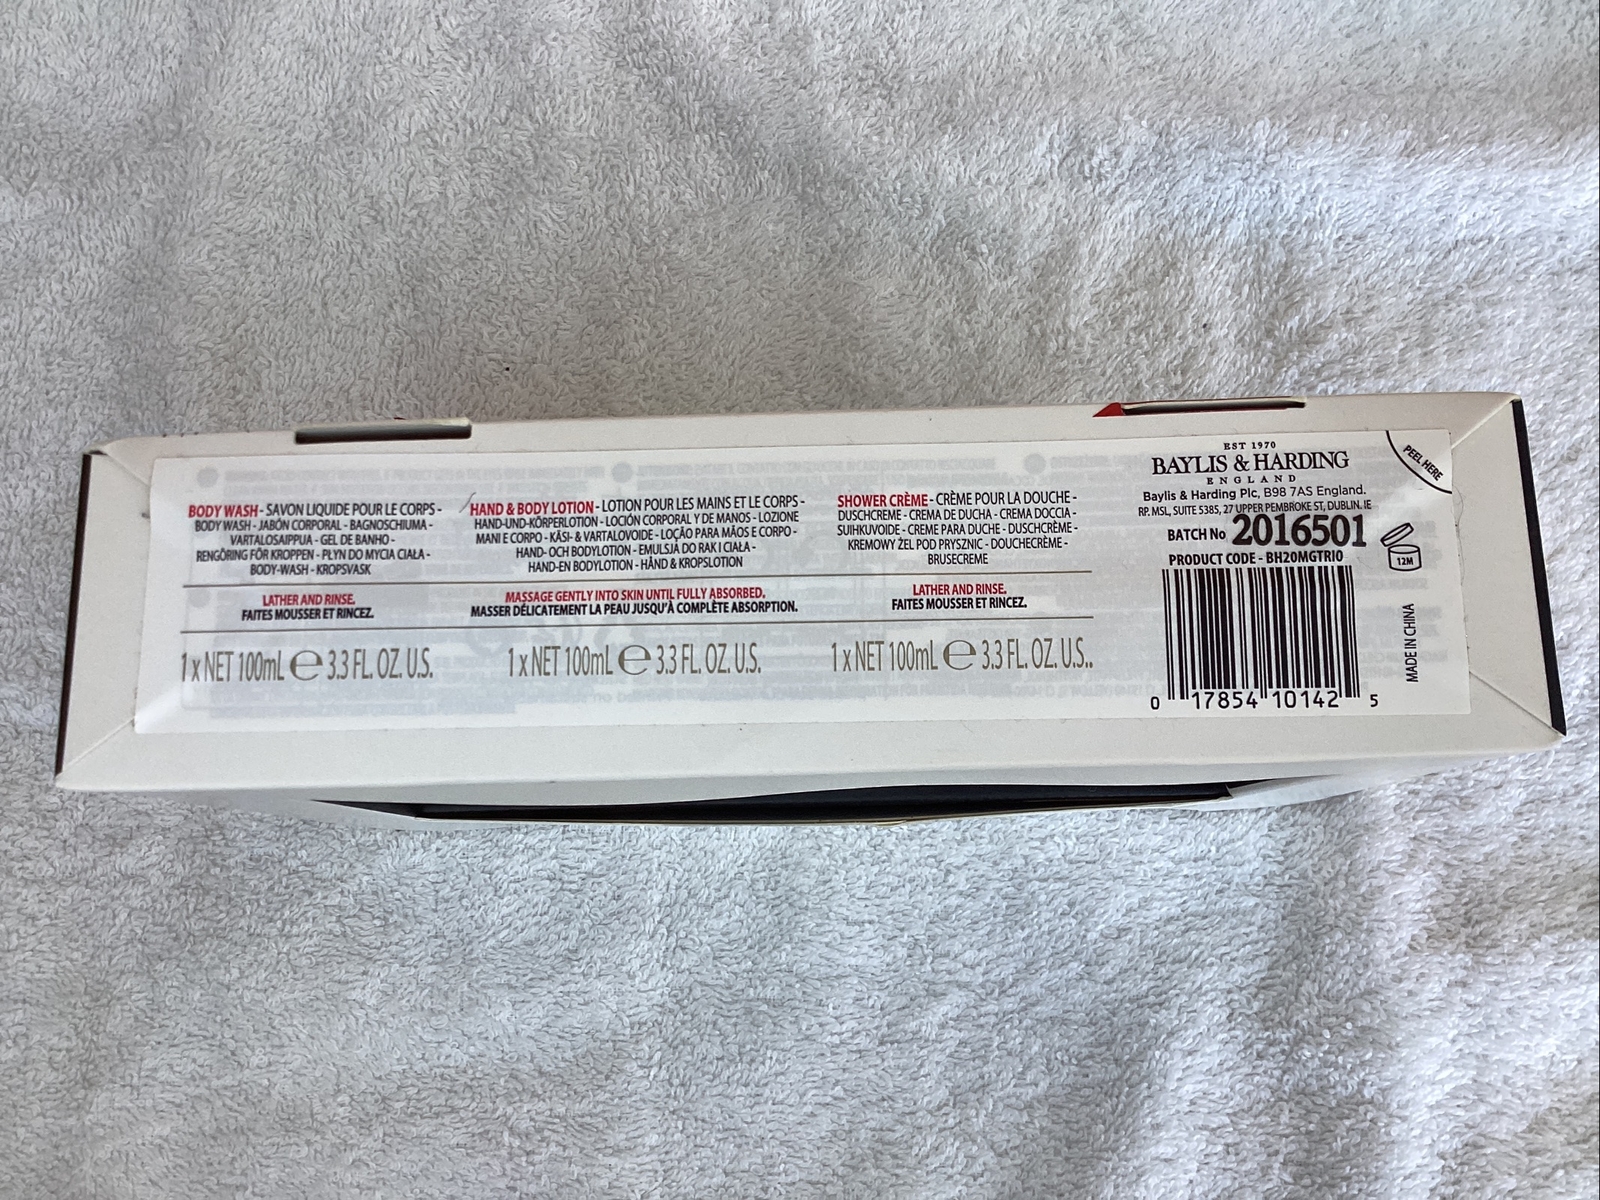 BODY WASH - SAVON LIQUIDE POUR LE CORPS -
BODY WASH - JABÓN CORPORAL - BAGNOSCHIUMA -
VARTALOSAIPPUA - GEL DE BANHO -
RENGÖRING FÖR KROPPEN - PŁYN DO MYCIA CIAŁA -
BODY-WASH - KROPSVASK
LATHER AND RINSE.
FAITES MOUSSER ET RINCEZ.
1 x NET 100mL ℮ 3.3 FL. OZ. U.S.
HAND & BODY LOTION - LOTION POUR LES MAINS ET LE CORPS -
HAND-UND-KÖRPERLOTION - LOCIÓN CORPORAL Y DE MANOS - LOZIONE
MANI E CORPO - KÄSI- & VARTALOVOIDE - LOÇÃO PARA MÃOS E CORPO -
HAND- OCH BODYLOTION - EMULSJA DO RAK I CIAŁA -
HAND-EN BODYLOTION - HÅND & KROPSLOTION
MASSAGE GENTLY INTO SKIN UNTIL FULLY ABSORBED.
MASSER DÉLICATEMENT LA PEAU JUSQU'À COMPLÈTE ABSORPTION.
1 x NET 100mL ℮ 3.3 FL. OZ. U.S.
SHOWER CRÈME - CRÈME POUR LA DOUCHE -
DUSCHCREME - CREMA DE DUCHA - CREMA DOCCIA -
SUIHKUVOIDE - CREME PARA DUCHE - DUSCHCRÈME -
KREMOWY ŻEL POD PRYSZNIC - DOUCHECRÈME -
BRUSECREME
LATHER AND RINSE.
FAITES MOUSSER ET RINCEZ.
1 x NET 100mL ℮ 3.3 FL. OZ. U.S..
EST 1970
BAYLIS & HARDING
ENGLAND
Baylis & Harding Plc, B98 7AS England.
RP. MSL, SUITE 5385, 27 UPPER PEMBROKE ST, DUBLIN. IE
BATCH No 2016501
PRODUCT CODE - BH20MGTRIO
0 17854 10142 5
12M
MADE IN CHINA
PEEL HERE